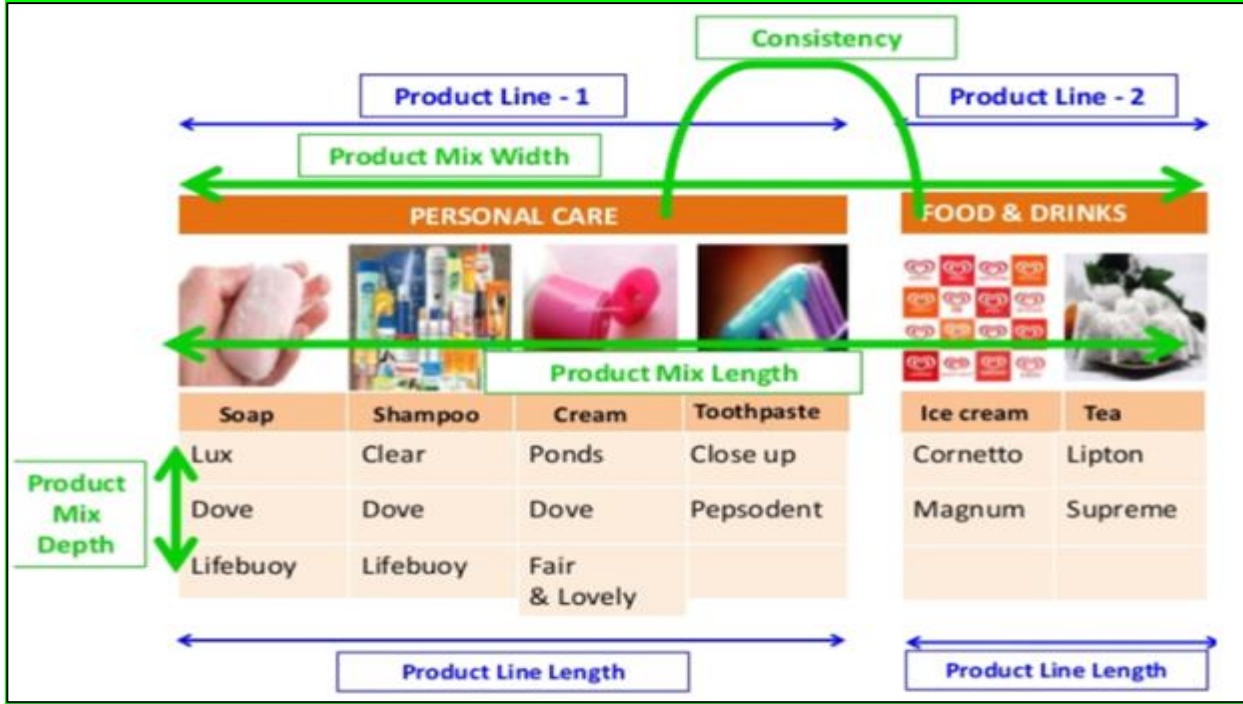 Consistency
Product Line - 1
Product Line - 2
Product Mix Width
PERSONAL CARE
FOOD & DRINKS
Product Mix Length
Soap
Shampoo
Cream
Toothpaste
Ice cream
Tea
Product
Mix
Depth
Lux
Clear
Ponds
Close up
Cornetto
Lipton
Dove
Dove
Dove
Pepsodent
Magnum
Supreme
Lifebuoy
Lifebuoy
Fair
& Lovely
Product Line Length
Product Line Length